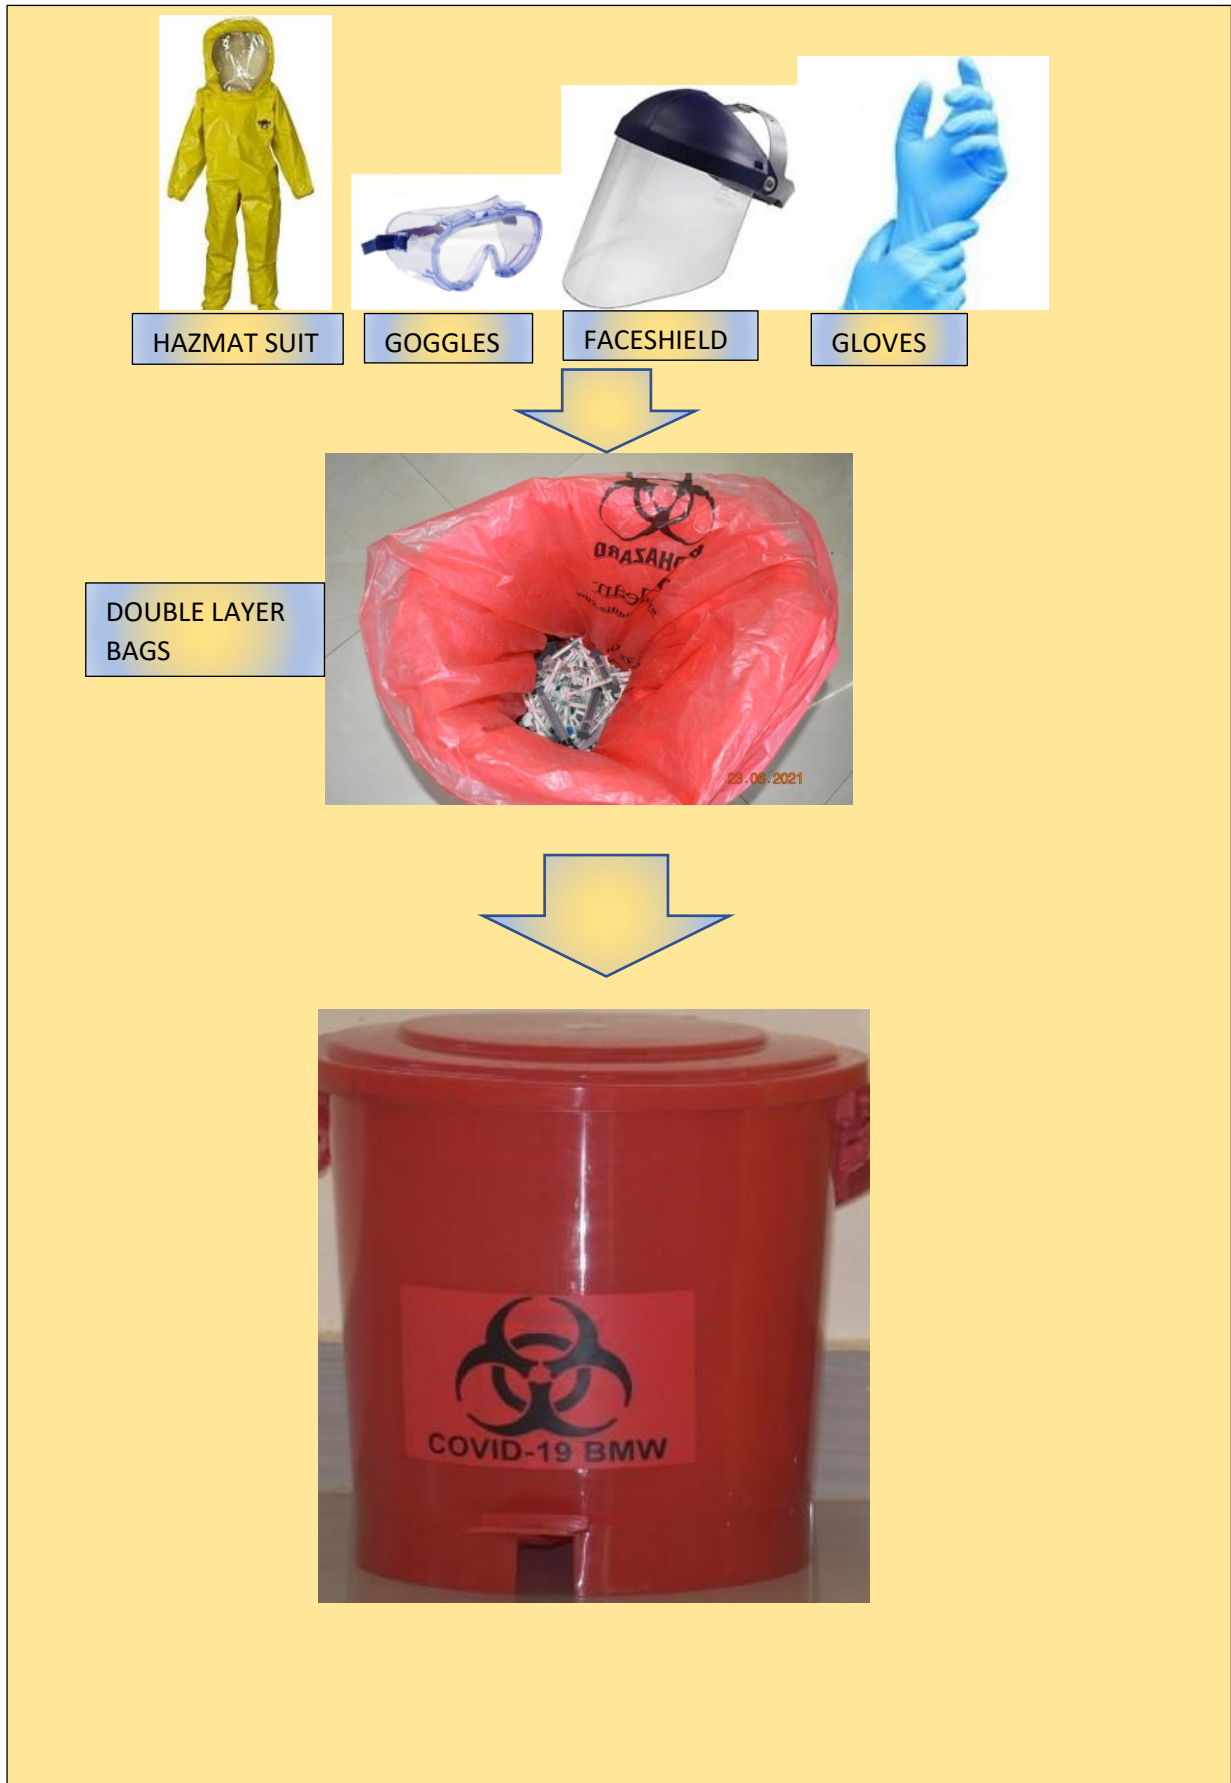 HAZMAT SUIT
GOGGLES
FACESHIELD
GLOVES
DOUBLE LAYER
BAGS
23.06.2021
COVID-19 BMW